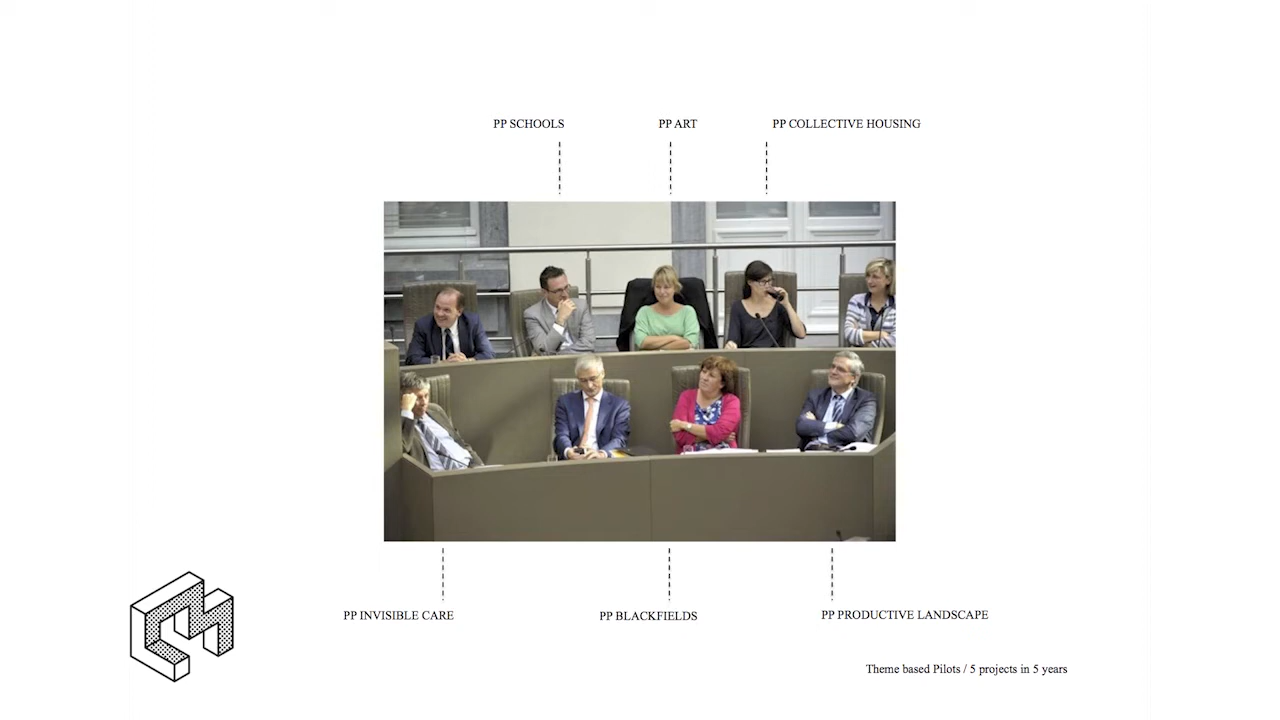 PP SCHOOLS
PP ART
PP COLLECTIVE HOUSING
PP INVISIBLE CARE
PP BLACKFIELDS
PP PRODUCTIVE LANDSCAPE
Theme based Pilots / 5 projects in 5 years